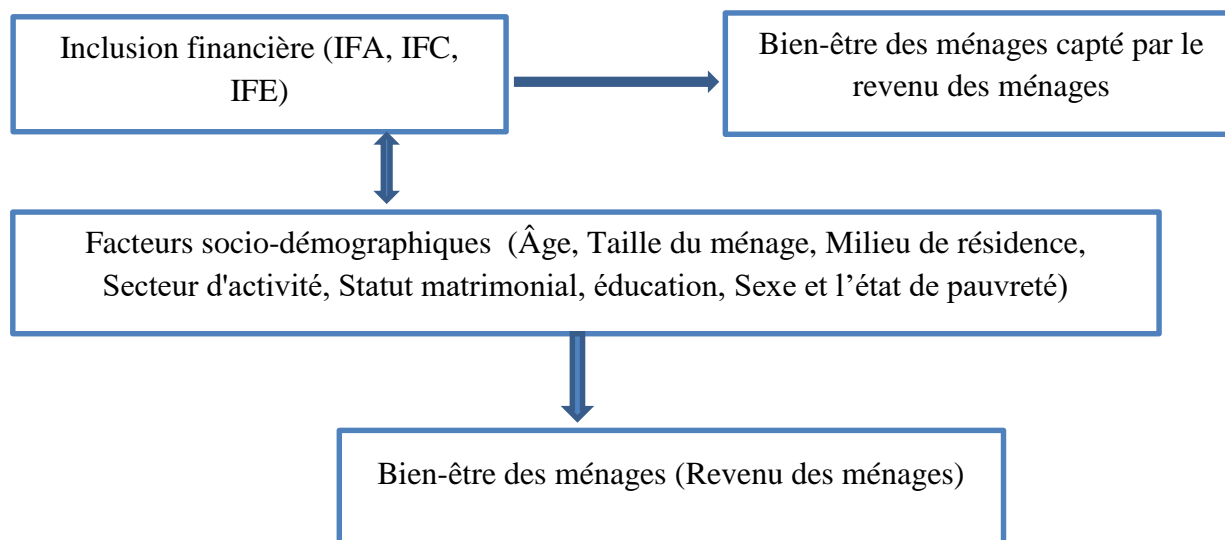 Inclusion financière (IFA, IFC,
IFE)
Bien-être des ménages capté par le
revenu des ménages
Facteurs socio-démographiques (Âge, Taille du ménage, Milieu de résidence,
Secteur d'activité, Statut matrimonial, éducation, Sexe et l’état de pauvreté)
Bien-être des ménages (Revenu des ménages)